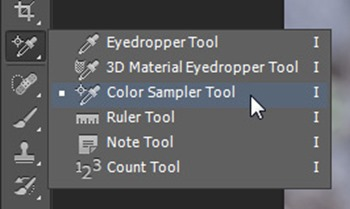 Eyedropper Tool I
3D Material Eyedropper Tool I
Color Sampler Tool I
Ruler Tool I
Note Tool I
123 Count Tool I